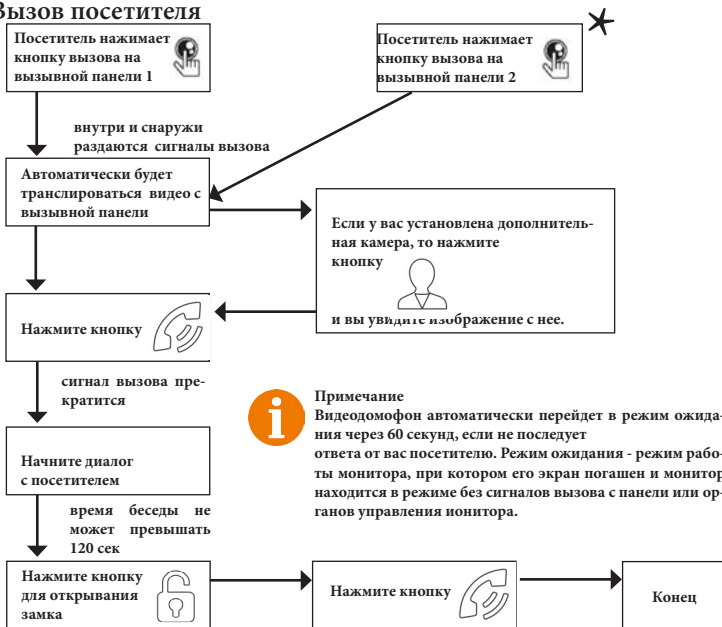 Вызов посетителя
Посетитель нажимает
кнопку вызова на
вызывной панели 1
Посетитель нажимает
кнопку вызова на
вызывной панели 2
внутри и снаружи
раздаются сигналы вызова
Автоматически будет
транслироваться видео с
вызывной панели
Если у вас установлена дополнитель-
ная камера, то нажмите
кнопку
и вы увидите изображение с нее.
Нажмите кнопку
сигнал вызова пре-
кратится
Примечание
Видеодомофон автоматически перейдет в режим ожида-
ния через 60 секунд, если не последует
ответа от вас посетителю. Режим ожидания - режим рабо-
ты монитора, при котором его экран погашен и монитор
находится в режиме без сигналов вызова с панели или ор-
ганов управления ионитора.
Начните диалог
с посетителем
время беседы не
может превышать
120 сек
Нажмите кнопку
для открывания
замка
Нажмите кнопку
Конец